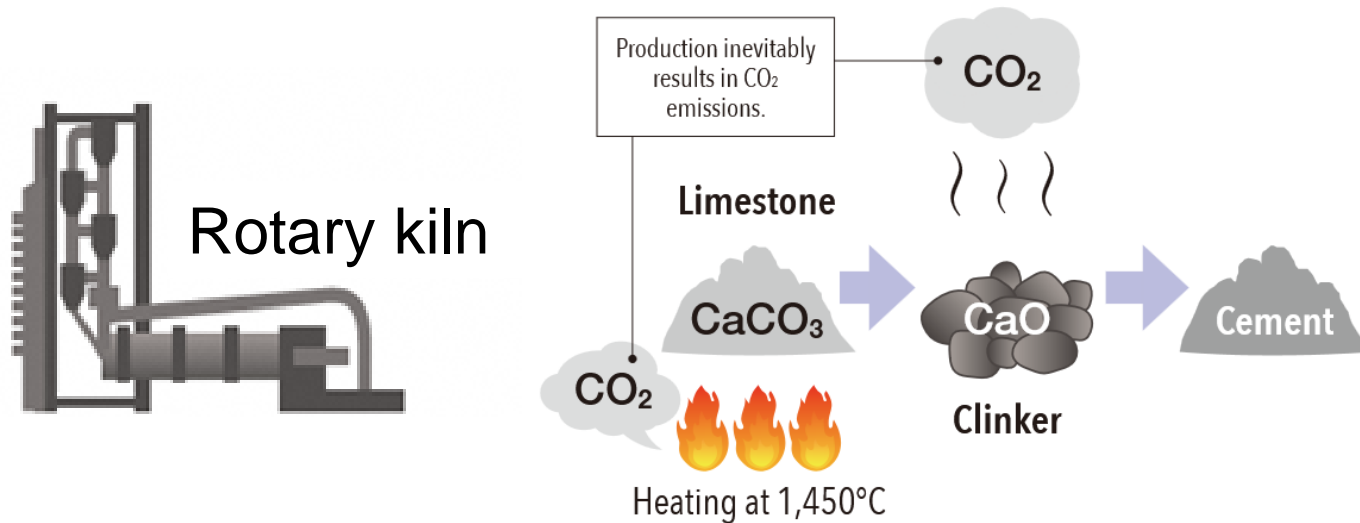 Production inevitably
results in CO₂
emissions.
CO₂
Rotary kiln
Limestone
CaCO₃
CaO
Cement
CO₂
Clinker
Heating at 1,450°C